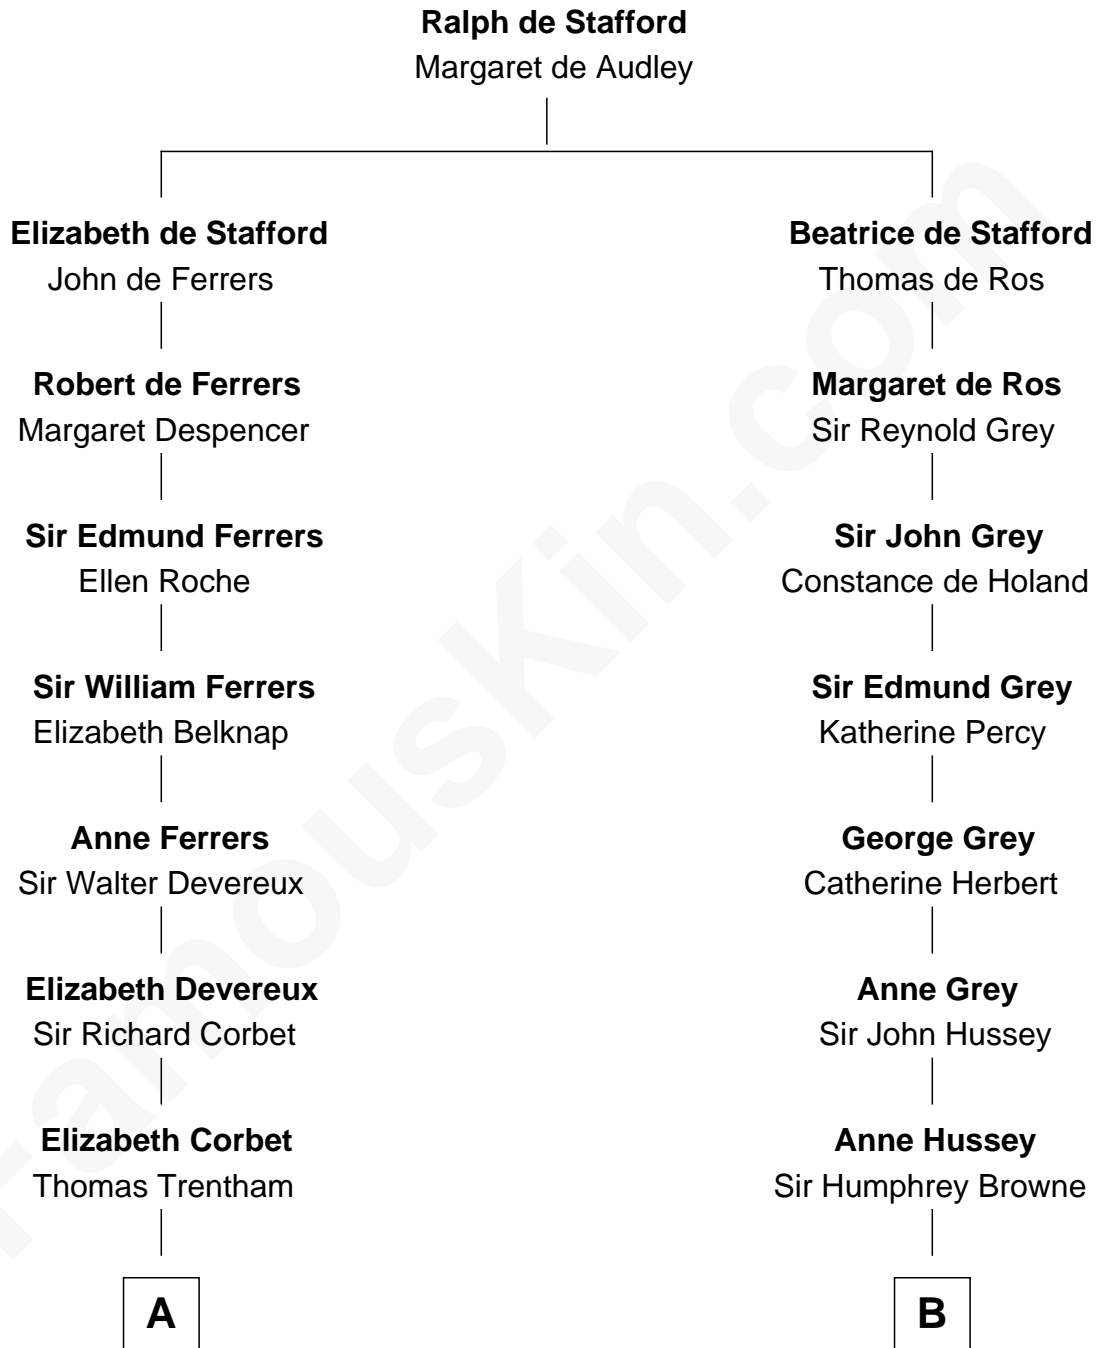 Ralph de Stafford
Margaret de Audley
Elizabeth de Stafford
John de Ferrers
Robert de Ferrers
Margaret Despencer
Sir Edmund Ferrers
Ellen Roche
Sir William Ferrers
Elizabeth Belknap
Anne Ferrers
Sir Walter Devereux
Elizabeth Devereux
Sir Richard Corbet
Elizabeth Corbet
Thomas Trentham
A
Beatrice de Stafford
Thomas de Ros
Margaret de Ros
Sir Reynold Grey
Sir John Grey
Constance de Holand
Sir Edmund Grey
Katherine Percy
George Grey
Catherine Herbert
Anne Grey
Sir John Hussey
Anne Hussey
Sir Humphrey Browne
B
FamousKin.com